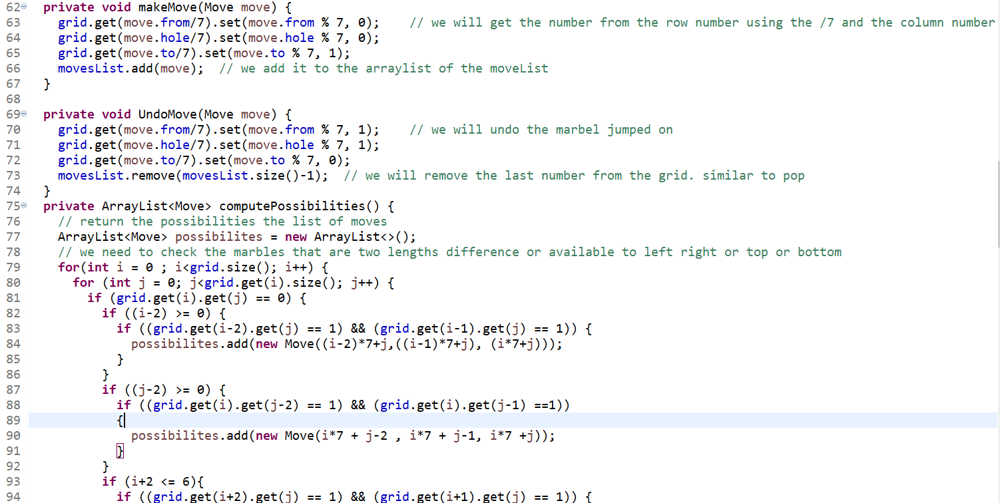 62 private void makeMove(Move move) {
63 grid.get(move.from/7).set(move.from % 7, 0); // we will get the number from the row number using the /7 and the column number
64 grid.get(move.hole/7).set(move.hole % 7, 0);
65 grid.get(move.to/7).set(move.to % 7, 1);
66 movesList.add(move); // we add it to the arraylist of the moveList
67 }
68
69 private void UndoMove(Move move) {
70 grid.get(move.from/7).set(move.from % 7, 1); // we will undo the marbel jumped on
71 grid.get(move.hole/7).set(move.hole % 7, 1);
72 grid.get(move.to/7).set(move.to % 7, 0);
73 movesList.remove(movesList.size()-1); // we will remove the last number from the grid. similar to pop
74 }
75 private ArrayList<Move> computePossibilities() {
76 // return the possibilities the list of moves
77 ArrayList<Move> possibilites = new ArrayList<>();
78 // we need to check the marbles that are two lengths difference or available to left right or top or bottom
79 for(int i = 0 ; i<grid.size(); i++) {
80 for (int j = 0; j<grid.get(i).size(); j++) {
81 if (grid.get(i).get(j) == 0) {
82 if ((i-2) >= 0) {
83 if ((grid.get(i-2).get(j) == 1) && (grid.get(i-1).get(j) == 1)) {
84 possibilites.add(new Move((i-2)*7+j,((i-1)*7+j), (i*7+j)));
85 }
86 }
87 if ((j-2) >= 0) {
88 if ((grid.get(i).get(j-2) == 1) && (grid.get(i).get(j-1) ==1))
89 {
90 possibilites.add(new Move(i*7 + j-2 , i*7 + j-1, i*7 +j));
91 }
92 }
93 if (i+2 <= 6){
94 if ((grid.get(i+2).get(j) == 1) && (grid.get(i+1).get(j) == 1)) {